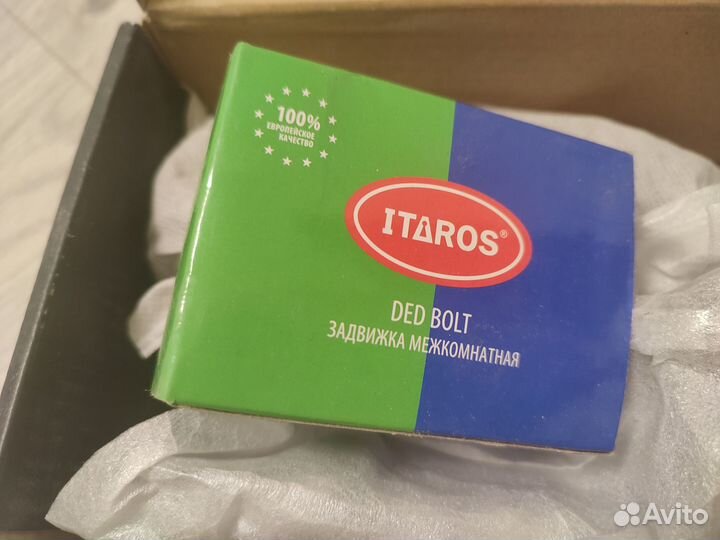 100%
ЕВРОПЕЙСКОЕ
КАЧЕСТВО
ITAROS®
DED BOLT
ЗАДВИЖКА МЕЖКОМНАТНАЯ
Avito